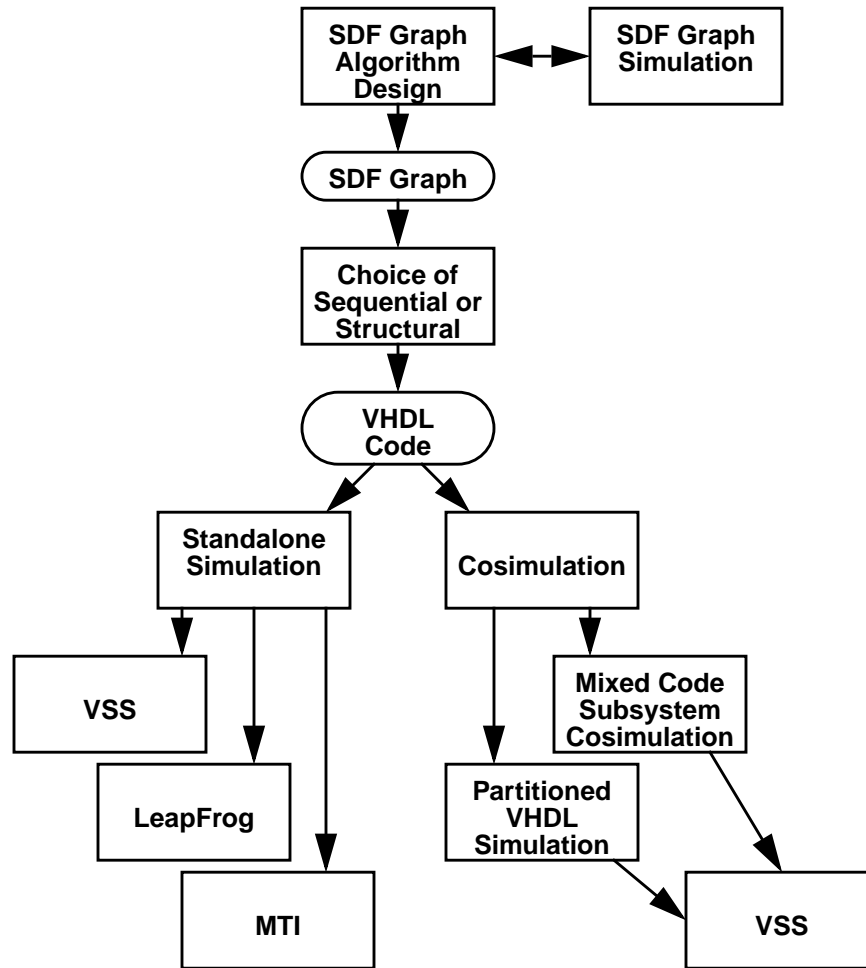 SDF Graph
Algorithm
Design
SDF Graph
Simulation
SDF Graph
Choice of
Sequential or
Structural
VHDL
Code
Standalone
Simulation
Cosimulation
VSS
Mixed Code
Subsystem
Cosimulation
LeapFrog
Partitioned
VHDL
Simulation
MTI
VSS